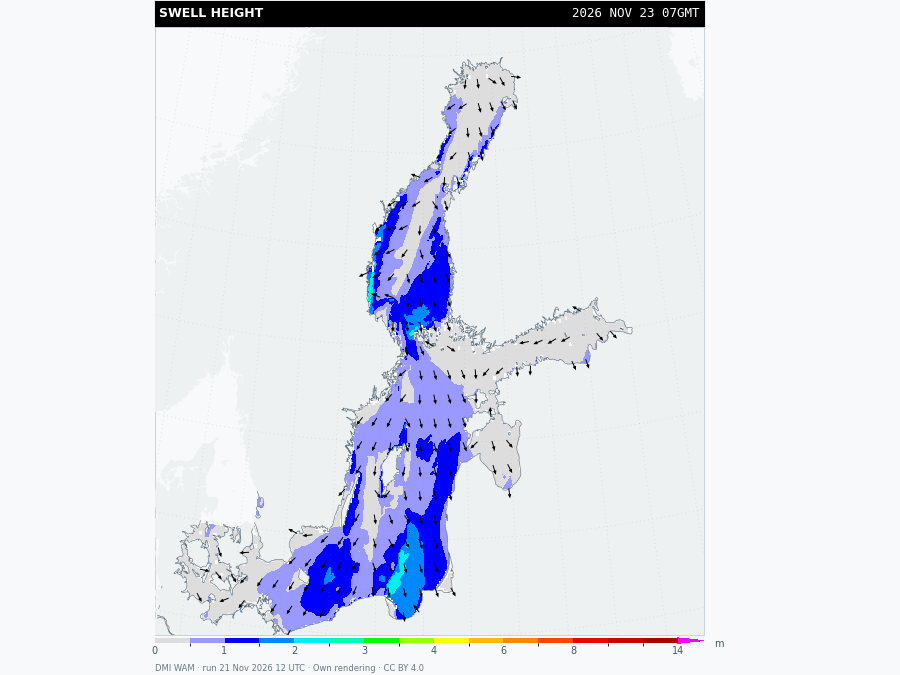 SWELL HEIGHT 2026 NOV 23 07GMT
0 1 2 3 4 6 8 14 m
DMI WAM · run 21 Nov 2026 12 UTC · Own rendering · CC BY 4.0